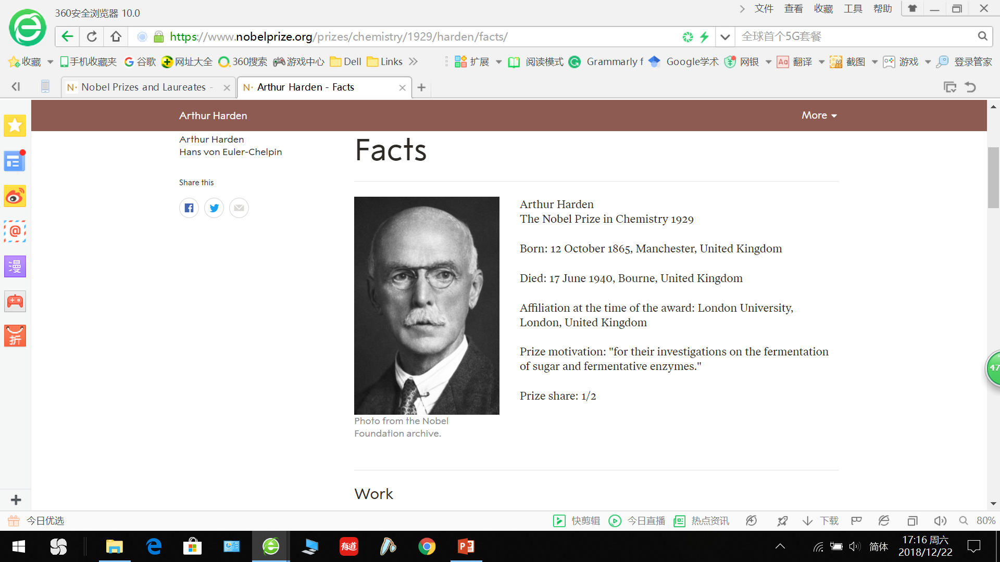 360安全浏览器 10.0
文件 查看 收藏 工具 帮助
https://www.nobelprize.org/prizes/chemistry/1929/harden/facts/
全球首个5G套餐
收藏 手机收藏夹 谷歌 网址大全 360搜索 游戏中心 Dell Links 扩展 阅读模式 Grammarly f Google学术 网银 Aa 翻译 截图 游戏 登录管家
N· Nobel Prizes and Laureates - N· Arthur Harden - Facts
Arthur Harden
More
Arthur Harden
Hans von Euler-Chelpin
Share this
Facts
Arthur Harden
The Nobel Prize in Chemistry 1929
Born: 12 October 1865, Manchester, United Kingdom
Died: 17 June 1940, Bourne, United Kingdom
Affiliation at the time of the award: London University,
London, United Kingdom
Prize motivation: "for their investigations on the fermentation
of sugar and fermentative enzymes."
Prize share: 1/2
Photo from the Nobel
Foundation archive.
Work
@
漫
折
47
今日优选
快剪辑 今日直播 热点资讯 下载 80%
有道
简体
17:16 周六
2018/12/22